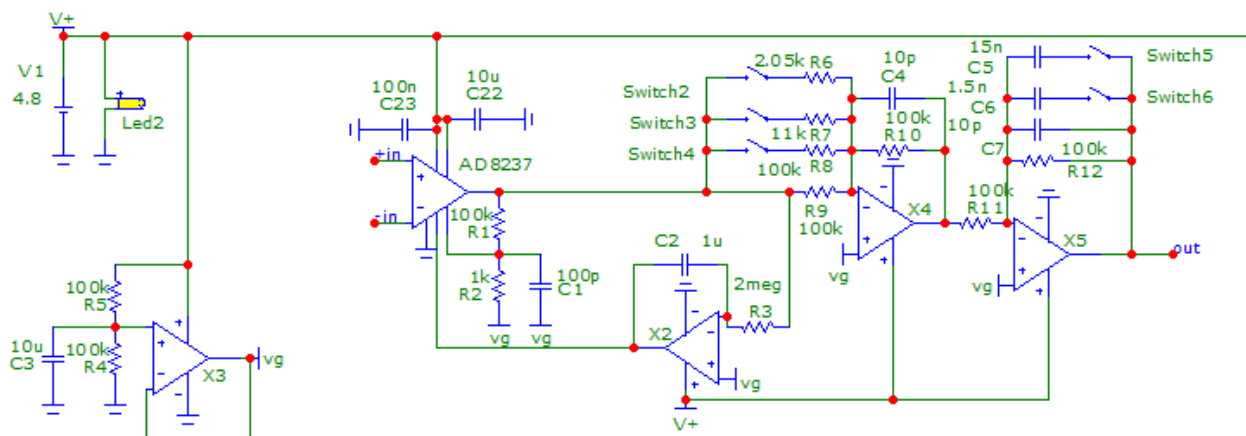 V+
V1
4.8
Led2
100n
C23
10u
C22
+in
-in
AD8237
100k
R1
1k
R2
100p
C1
vg
vg
100k
R5
100k
R4
10u
C3
X3
vg
C2
1u
2meg
R3
X2
vg
V+
Switch2
Switch3
Switch4
2.05k
R6
11k
R7
100k
R8
R9
100k
10p
C4
100k
R10
X4
vg
100k
R11
15n
C5
Switch5
1.5n
C6
Switch6
10p
C7
100k
R12
X5
vg
out